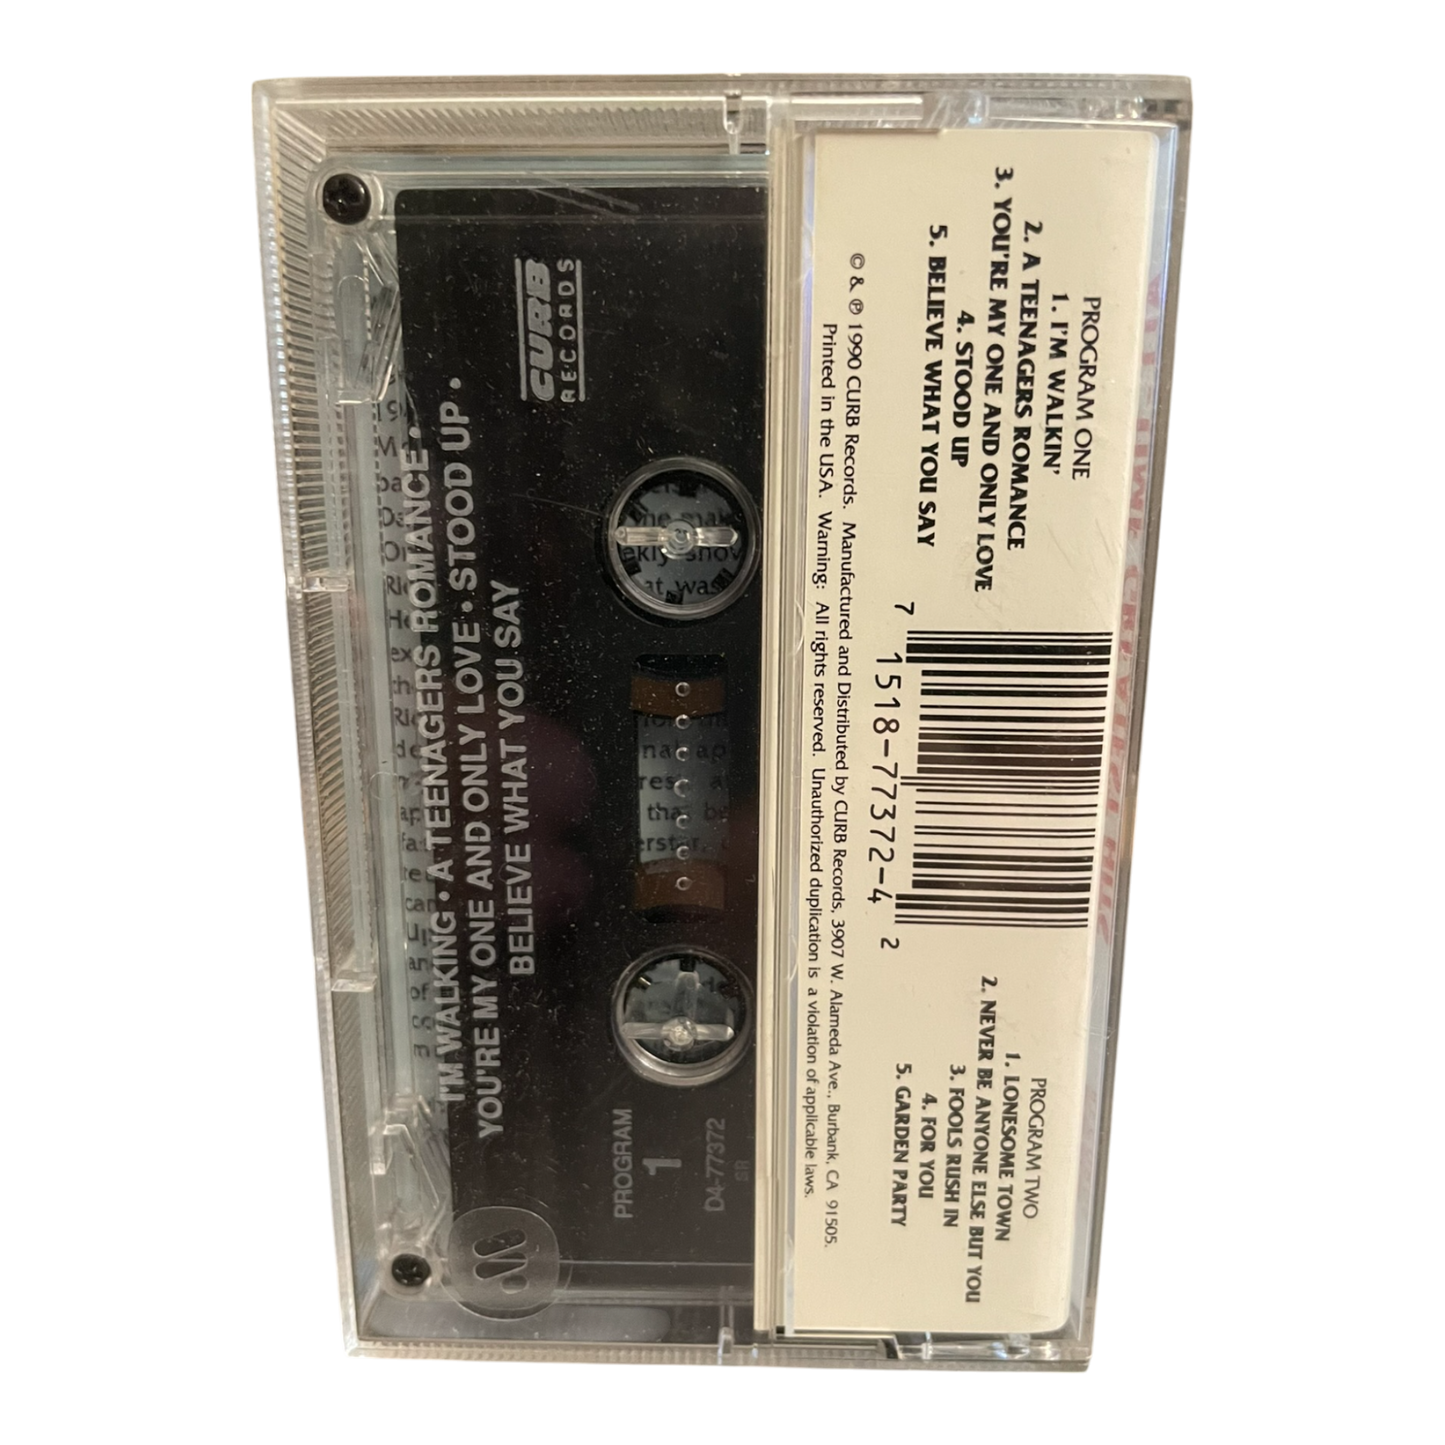 PROGRAM ONE
1. I'M WALKIN'
2. A TEENAGERS ROMANCE
3. YOU'RE MY ONE AND ONLY LOVE
4. STOOD UP
5. BELIEVE WHAT YOU SAY
7 1518-77372-4 2
PROGRAM TWO
1. LONESOME TOWN
2. NEVER BE ANYONE ELSE BUT YOU
3. FOOLS RUSH IN
4. FOR YOU
5. GARDEN PARTY
© & ℗ 1990 CURB Records. Manufactured and Distributed by CURB Records, 3907 W. Alameda Ave., Burbank, CA 91505.
Printed in the USA. Warning: All rights reserved. Unauthorized duplication is a violation of applicable laws.
CURB
RECORDS
I'M WALKING • A TEENAGERS ROMANCE •
YOU'RE MY ONE AND ONLY LOVE • STOOD UP •
BELIEVE WHAT YOU SAY
PROGRAM
1
D4-77372
SR